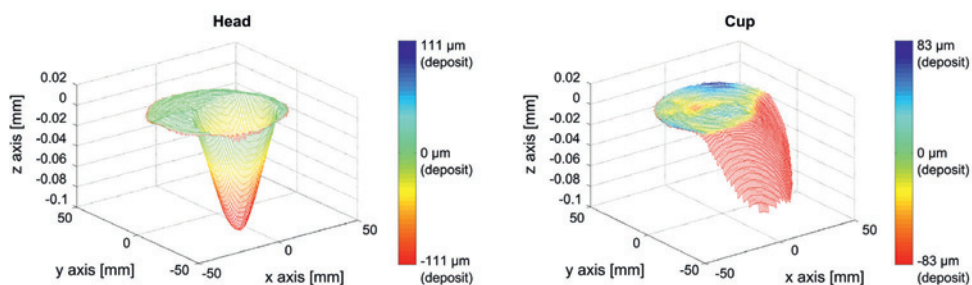 Head
111 µm
(deposit)
0 µm
(deposit)
-111 µm
(deposit)
0.02
0
-0.02
-0.04
-0.06
-0.08
-0.1
z axis [mm]
50
0
-50
y axis [mm]
-50
0
50
x axis [mm]
Cup
83 µm
(deposit)
0 µm
(deposit)
-83 µm
(deposit)
0.02
0
-0.02
-0.04
-0.06
-0.08
-0.1
z axis [mm]
50
0
-50
y axis [mm]
-50
0
50
x axis [mm]